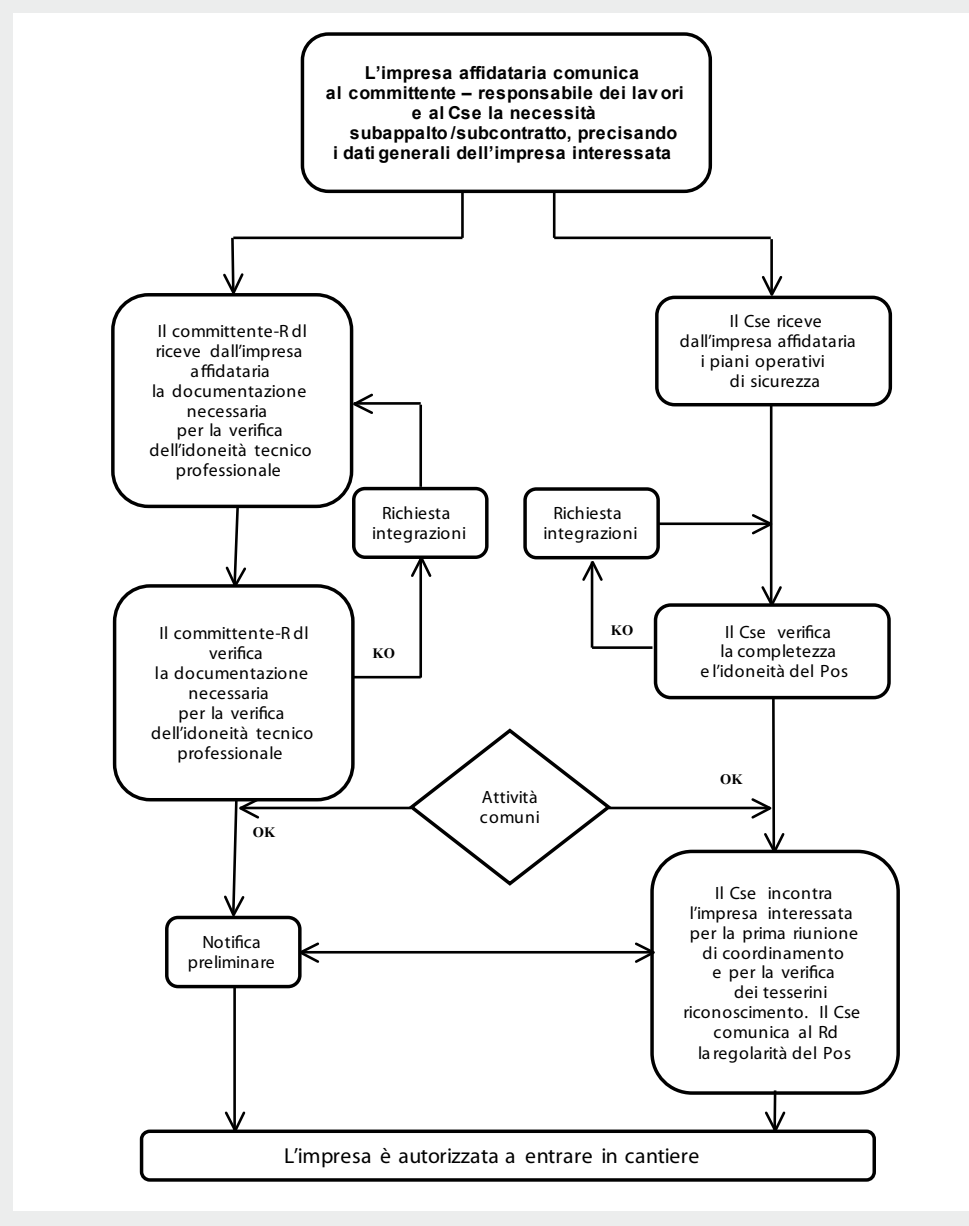 L'impresa affidataria comunica
al committente – responsabile dei lavori
e al Cse la necessità
subappalto/subcontratto, precisando
i dati generali dell'impresa interessata
Il committente-Rdl
riceve dall'impresa
affidataria
la documentazione
necessaria
per la verifica
dell'idoneità tecnico
professionale
Il Cse riceve
dall'impresa affidataria
i piani operativi
di sicurezza
Richiesta
integrazioni
Richiesta
integrazioni
Il committente-Rdl
verifica
la documentazione
necessaria
per la verifica
dell'idoneità tecnico
professionale
KO
KO
Il Cse verifica
la completezza
e l'idoneità del Pos
Attività
comuni
OK
OK
Notifica
preliminare
Il Cse incontra
l'impresa interessata
per la prima riunione
di coordinamento
e per la verifica
dei tesserini
riconoscimento. Il Cse
comunica al Rd
la regolarità del Pos
L'impresa è autorizzata a entrare in cantiere